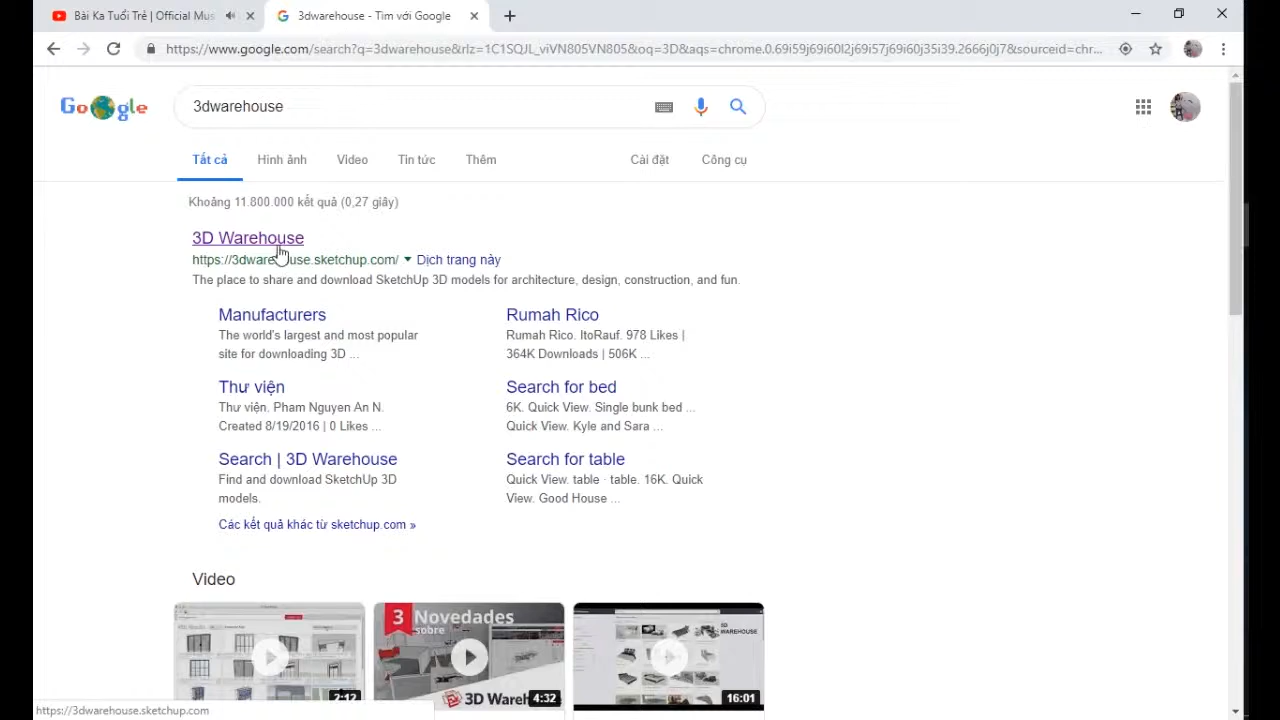 Bài Ka Tuổi Trẻ | Official Mus
3dwarehouse - Tìm với Google
https://www.google.com/search?q=3dwarehouse&rlz=1C1SQJL_viVN805VN805&oq=3D&aqs=chrome.0.69i59j69i60l2j69i57j69i60j35i39.2666j0j7&sourceid=chr...
Google
3dwarehouse
Tất cả
Hình ảnh
Video
Tin tức
Thêm
Cài đặt
Công cụ
Khoảng 11.800.000 kết quả (0,27 giây)
3D Warehouse
https://3dwarehouse.sketchup.com/
Dịch trang này
The place to share and download SketchUp 3D models for architecture, design, construction, and fun.
Manufacturers
The world's largest and most popular
site for downloading 3D ...
Rumah Rico
Rumah Rico. ItoRauf. 978 Likes |
364K Downloads | 506K ...
Thư viện
Thư viện. Pham Nguyen An N.
Created 8/19/2016 | 0 Likes ...
Search for bed
6K. Quick View. Single bunk bed ...
Quick View. Kyle and Sara ...
Search | 3D Warehouse
Find and download SketchUp 3D
models.
Search for table
Quick View. table · table. 16K. Quick
View. Good House ...
Các kết quả khác từ sketchup.com »
Video
2:12
3 Novedades
sobre
3D Wareh
4:32
3D
WAREHOUSE
16:01
https://3dwarehouse.sketchup.com